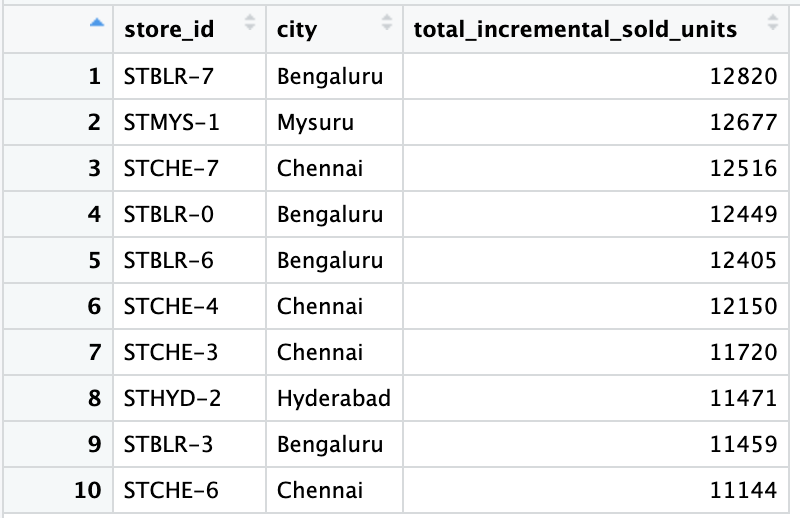 store_id city total_incremental_sold_units
1 STBLR-7 Bengaluru 12820
2 STMYS-1 Mysuru 12677
3 STCHE-7 Chennai 12516
4 STBLR-0 Bengaluru 12449
5 STBLR-6 Bengaluru 12405
6 STCHE-4 Chennai 12150
7 STCHE-3 Chennai 11720
8 STHYD-2 Hyderabad 11471
9 STBLR-3 Bengaluru 11459
10 STCHE-6 Chennai 11144